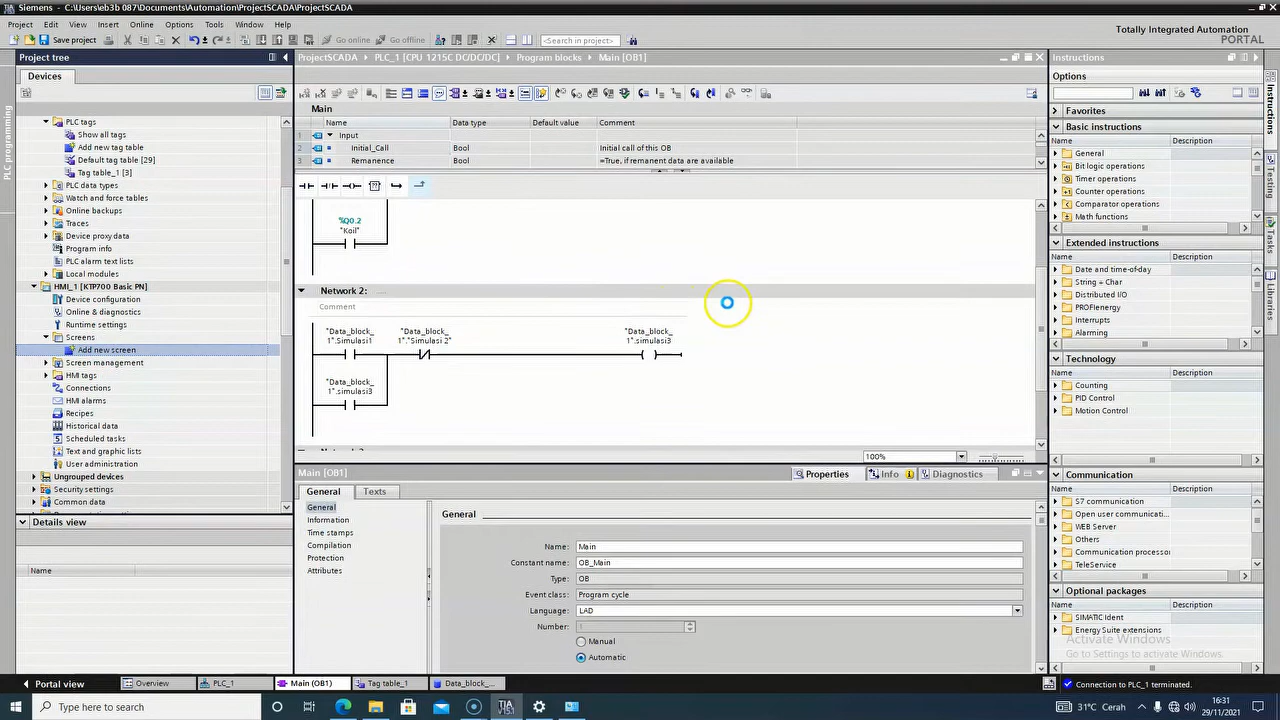 Siemens - C:\Users\eb3b 087\Documents\Automation\ProjectSCADA\ProjectSCADA
Project Edit View Insert Online Options Tools Window Help
Totally Integrated Automation
PORTAL
Save project
Go online
Go offline
<Search in project>
Project tree
Devices
PLC programming
PLC tags
Show all tags
Add new tag table
Default tag table [29]
Tag table_1 [3]
PLC data types
Watch and force tables
Online backups
Traces
Device proxy data
Program info
PLC alarm text lists
Local modules
HMI_1 [KTP700 Basic PN]
Device configuration
Online & diagnostics
Runtime settings
Screens
Add new screen
Screen management
HMI tags
Connections
HMI alarms
Recipes
Historical data
Scheduled tasks
Text and graphic lists
User administration
Ungrouped devices
Security settings
Common data
Details view
Name
ProjectSCADA PLC_1 [CPU 1215C DC/DC/DC] Program blocks Main [OB1]
Main
Name Data type Default value Comment
1 Input
2 Initial_Call Bool Initial call of this OB
3 Remanence Bool =True, if remanent data are available
%Q0.2
"Koil"
Network 2:
Comment
"Data_block_
1".Simulasi1
"Data_block_
1"."Simulasi 2"
"Data_block_
1".simulasi3
"Data_block_
1".simulasi3
100%
Main [OB1]
Properties
Info
Diagnostics
General
Texts
General
Information
Time stamps
Compilation
Protection
Attributes
General
Name: Main
Constant name: OB_Main
Type: OB
Event class: Program cycle
Language: LAD
Number: 1
Manual
Automatic
Instructions
Options
Favorites
Basic instructions
Name Description
General
Bit logic operations
Timer operations
Counter operations
Comparator operations
Math functions
Extended instructions
Name Description
Date and time-of-day
String + Char
Distributed I/O
PROFIenergy
Interrupts
Alarming
Technology
Name Description
Counting
PID Control
Motion Control
Communication
Name Description
S7 communication
Open user communicati...
WEB Server
Others
Communication processor
TeleService
Optional packages
Name Description
SIMATIC Ident
Energy Suite extensions
Activate Windows
Go to Settings to activate Windows.
Instructions
Testing
Tasks
Libraries
Portal view
Overview
PLC_1
Main (OB1)
Tag table_1
Data_block_...
Connection to PLC_1 terminated.
Type here to search
TIA
31°C Cerah
16:31
29/11/2021